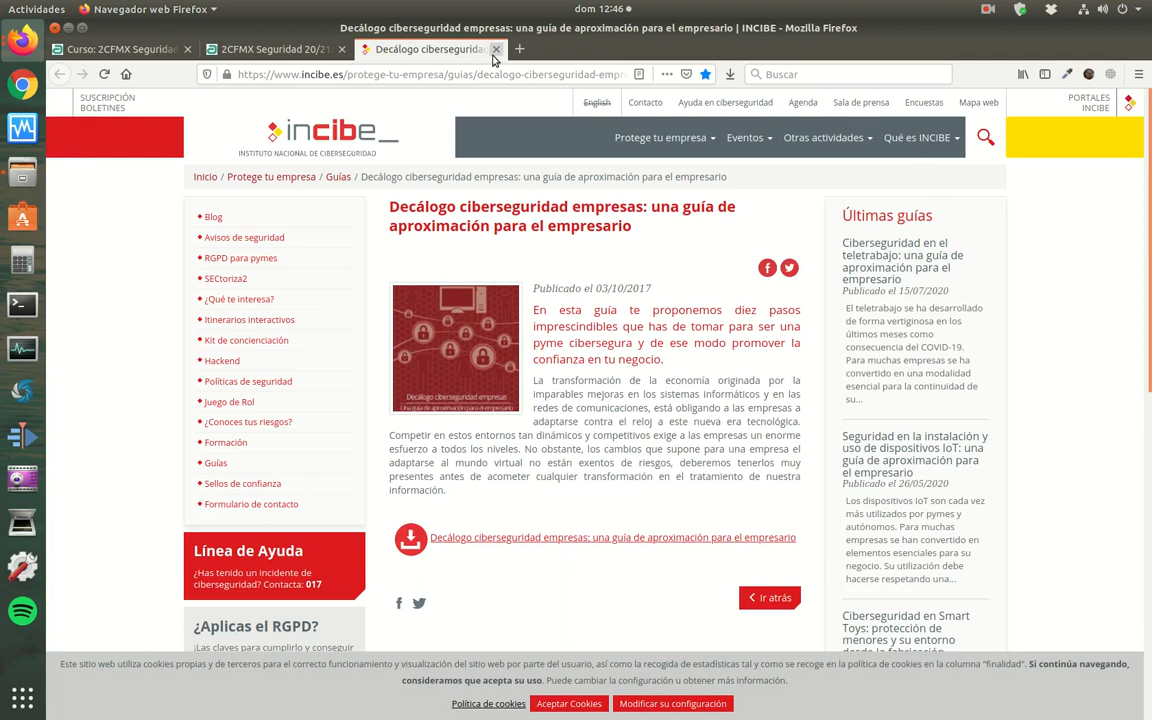 Actividades
Navegador web Firefox
dom 12:46
Decálogo ciberseguridad empresas: una guía de aproximación para el empresario | INCIBE - Mozilla Firefox
Curso: 2CFMX Seguridad
2CFMX Seguridad 20/21
Decálogo ciberseguridad
https://www.incibe.es/protege-tu-empresa/guias/decalogo-ciberseguridad-empr
Buscar
SUSCRIPCIÓN
BOLETINES
English
Contacto
Ayuda en ciberseguridad
Agenda
Sala de prensa
Encuestas
Mapa web
PORTALES
INCIBE
incibe_
INSTITUTO NACIONAL DE CIBERSEGURIDAD
Protege tu empresa
Eventos
Otras actividades
Qué es INCIBE
Inicio / Protege tu empresa / Guías / Decálogo ciberseguridad empresas: una guía de aproximación para el empresario
Blog
Avisos de seguridad
RGPD para pymes
SECtoriza2
¿Qué te interesa?
Itinerarios interactivos
Kit de concienciación
Hackend
Políticas de seguridad
Juego de Rol
¿Conoces tus riesgos?
Formación
Guías
Sellos de confianza
Formulario de contacto
Línea de Ayuda
¿Has tenido un incidente de
ciberseguridad? Contacta: 017
¿Aplicas el RGPD?
¿Las claves para cumplirlo y conseguir
Decálogo ciberseguridad empresas: una guía de
aproximación para el empresario
Publicado el 03/10/2017
En esta guía te proponemos diez pasos
imprescindibles que has de tomar para ser una
pyme cibersegura y de ese modo promover la
confianza en tu negocio.
Decálogo ciberseguridad empresas
Una guía de aproximación para el empresario
La transformación de la economía originada por la
imparables mejoras en los sistemas informáticos y en las
redes de comunicaciones, está obligando a las empresas a
adaptarse contra el reloj a este nueva era tecnológica.
Competir en estos entornos tan dinámicos y competitivos exige a las empresas un enorme
esfuerzo a todos los niveles. No obstante, los cambios que supone para una empresa el
adaptarse al mundo virtual no están exentos de riesgos, deberemos tenerlos muy
presentes antes de acometer cualquier transformación en el tratamiento de nuestra
información.
Decálogo ciberseguridad empresas: una guía de aproximación para el empresario
Ir atrás
Últimas guías
Ciberseguridad en el
teletrabajo: una guía de
aproximación para el
empresario
Publicado el 15/07/2020
El teletrabajo se ha desarrollado
de forma vertiginosa en los
últimos meses como
consecuencia del COVID-19.
Para muchas empresas se ha
convertido en una modalidad
esencial para la continuidad de
su...
Seguridad en la instalación y
uso de dispositivos IoT: una
guía de aproximación para
el empresario
Publicado el 26/05/2020
Los dispositivos IoT son cada vez
más utilizados por pymes y
autónomos. Para muchas
empresas se han convertido en
elementos esenciales para su
negocio. Su utilización debe
hacerse respetando una...
Ciberseguridad en Smart
Toys: protección de
menores y su entorno
Este sitio web utiliza cookies propias y de terceros para el correcto funcionamiento y visualización del sitio web por parte del usuario, así como la recogida de estadísticas tal y como se recoge en la política de cookies en la columna "finalidad". Si continúa navegando,
consideramos que acepta su uso. Puede cambiar la configuración u obtener más información.
Política de cookies
Aceptar Cookies
Modificar su configuración